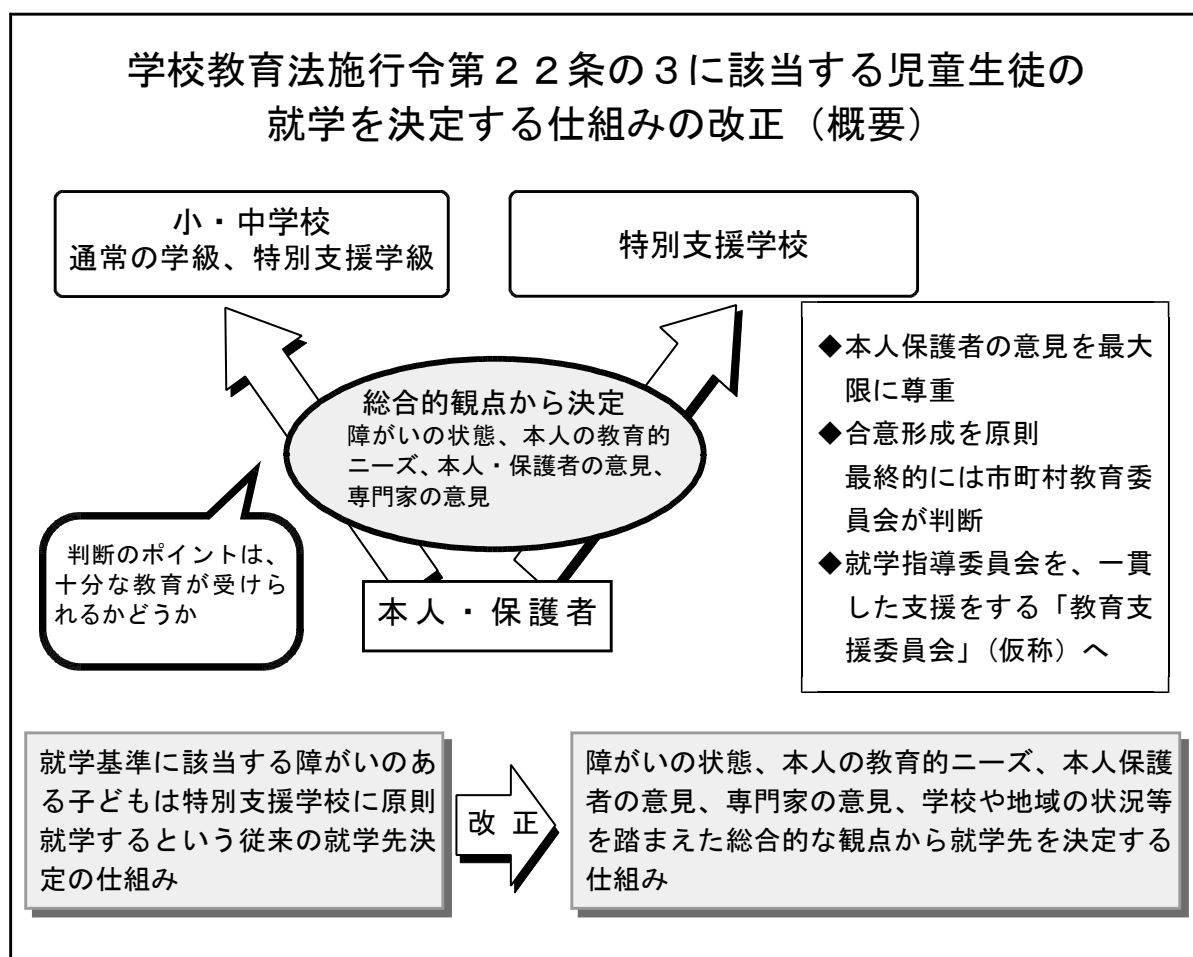 学校教育法施行令第２２条の３に該当する児童生徒の
就学を決定する仕組みの改正（概要）
小・中学校
通常の学級、特別支援学級
特別支援学校
総合的観点から決定
障がいの状態、本人の教育的
ニーズ、本人・保護者の意見、
専門家の意見
◆本人保護者の意見を最大
限に尊重
◆合意形成を原則
最終的には市町村教育委
員会が判断
◆就学指導委員会を、一貫
した支援をする「教育支
援委員会」（仮称）へ
判断のポイントは、
十分な教育が受けら
れるかどうか
本人・保護者
就学基準に該当する障がいのあ
る子どもは特別支援学校に原則
就学するという従来の就学先決
定の仕組み
改正
障がいの状態、本人の教育的ニーズ、本人保護
者の意見、専門家の意見、学校や地域の状況等
を踏まえた総合的な観点から就学先を決定する
仕組み